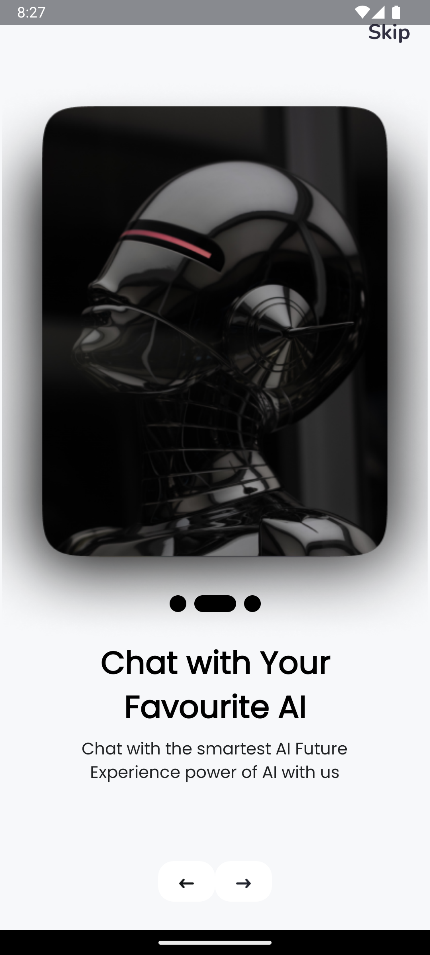 8:27
Skip
Chat with Your
Favourite AI
Chat with the smartest AI Future
Experience power of AI with us
← →